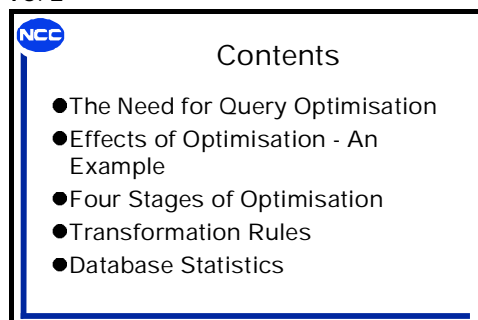 NCC
Contents
●The Need for Query Optimisation
●Effects of Optimisation - An
Example
●Four Stages of Optimisation
●Transformation Rules
●Database Statistics